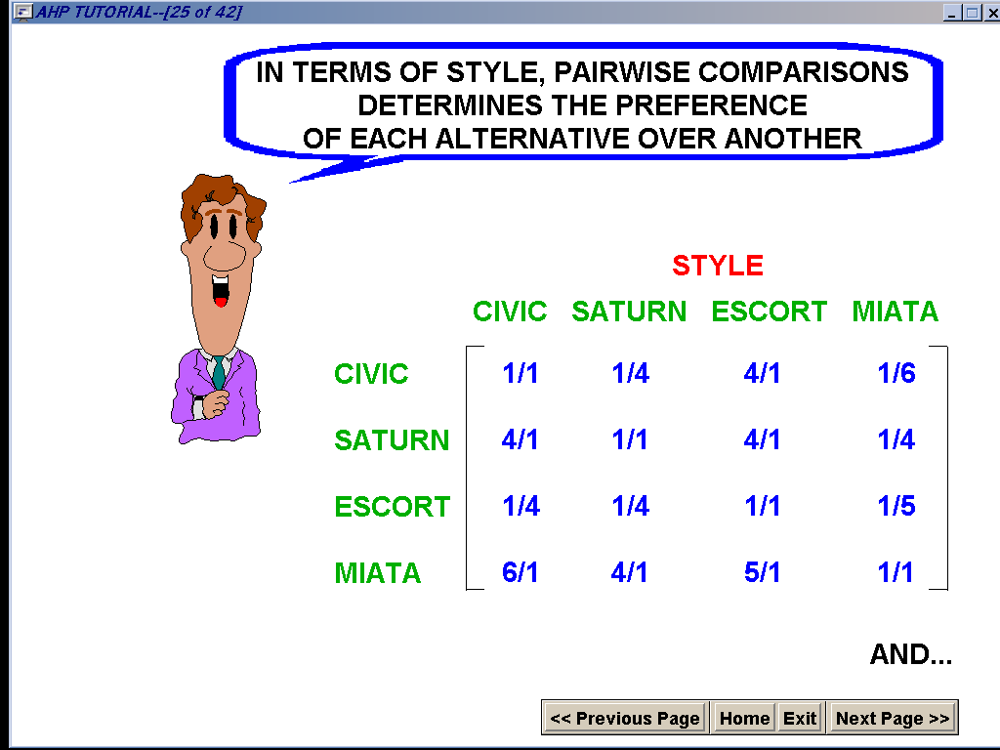 AHP TUTORIAL--[25 of 42]
IN TERMS OF STYLE, PAIRWISE COMPARISONS
DETERMINES THE PREFERENCE
OF EACH ALTERNATIVE OVER ANOTHER
STYLE
CIVIC SATURN ESCORT MIATA
CIVIC 1/1 1/4 4/1 1/6
SATURN 4/1 1/1 4/1 1/4
ESCORT 1/4 1/4 1/1 1/5
MIATA 6/1 4/1 5/1 1/1
AND...
<< Previous Page Home Exit Next Page >>